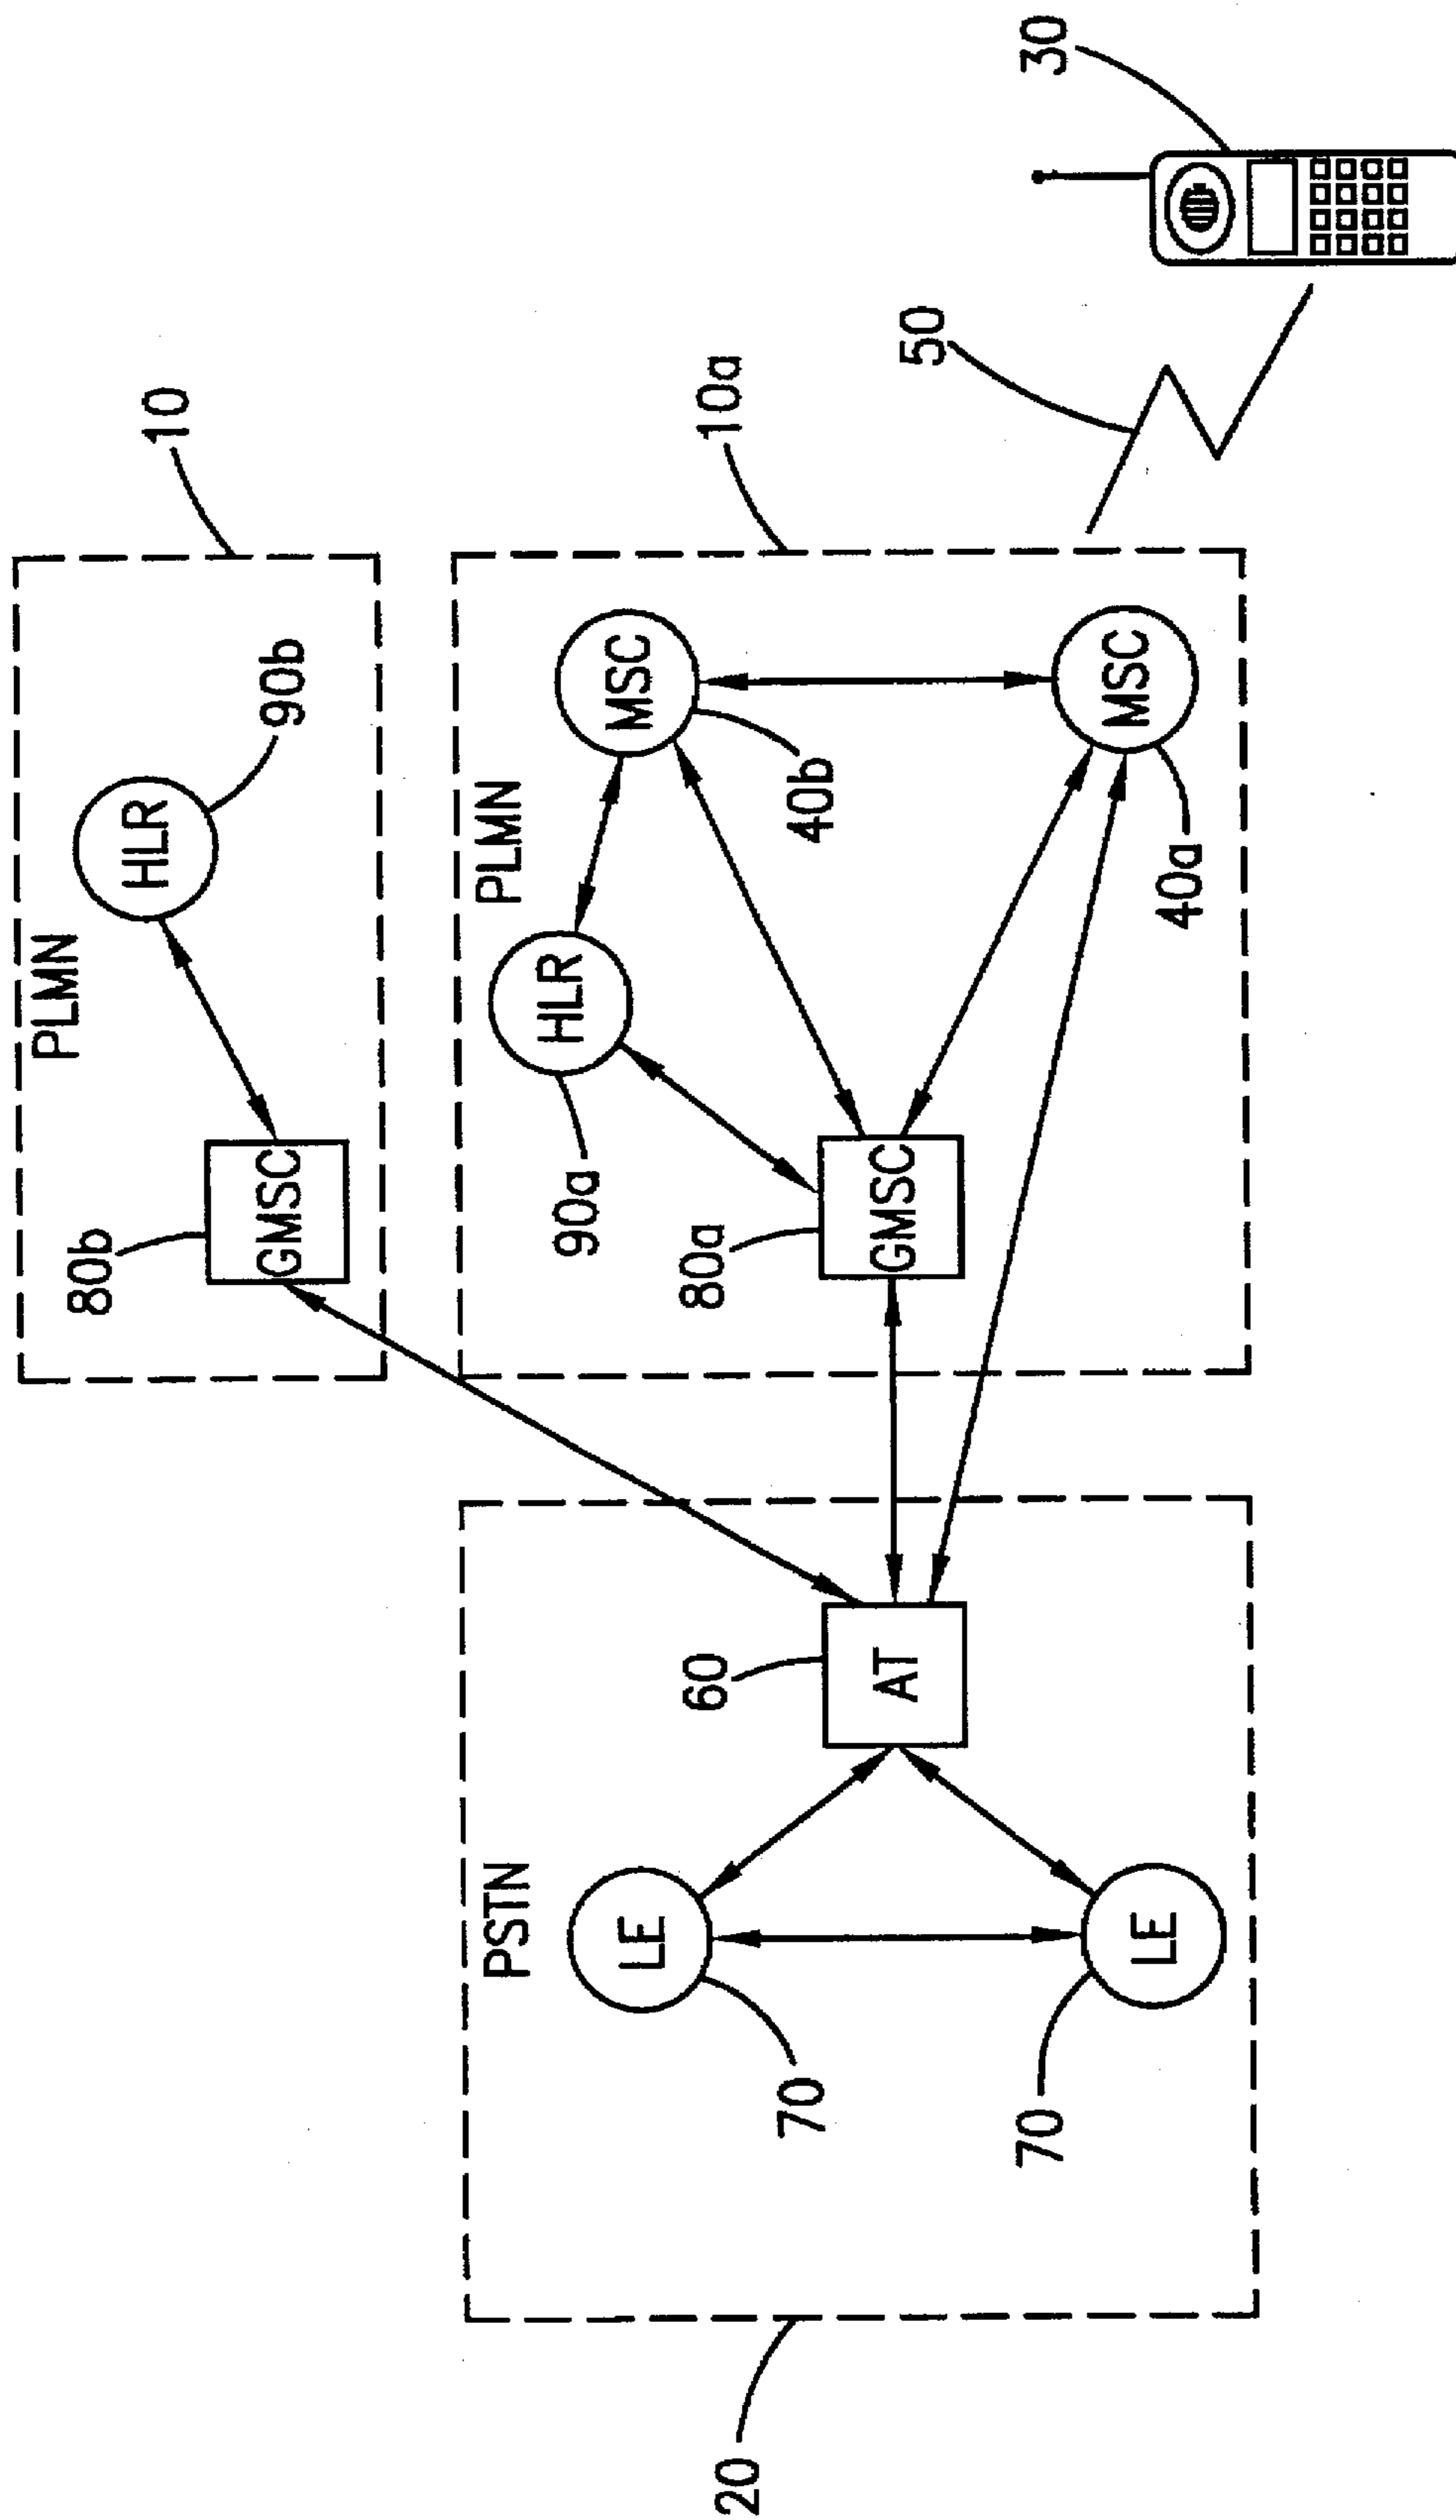 PLMN
10
HLR
90b
80b
GMSC
PLMN
10a
MSC
40b
HLR
90a
80a
GMSC
MSC
40a
50
30
PSTN
60
AT
LE
70
LE
70
20